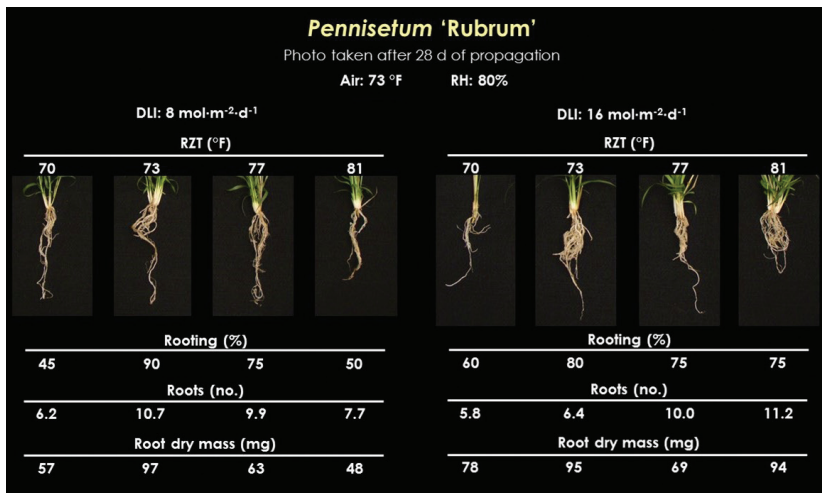 Pennisetum ‘Rubrum’
Photo taken after 28 d of propagation
Air: 73 °F RH: 80%
DLI: 8 mol·m-2·d-1
RZT (°F)
70 73 77 81
Rooting (%)
45 90 75 50
Roots (no.)
6.2 10.7 9.9 7.7
Root dry mass (mg)
57 97 63 48
DLI: 16 mol·m-2·d-1
RZT (°F)
70 73 77 81
Rooting (%)
60 80 75 75
Roots (no.)
5.8 6.4 10.0 11.2
Root dry mass (mg)
78 95 69 94